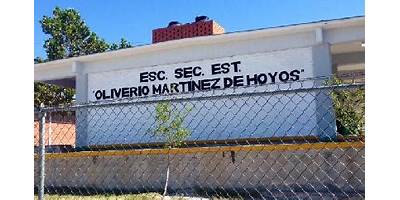 ESC. SEC. EST.
"OLIVERIO MARTINEZ DE HOYOS"